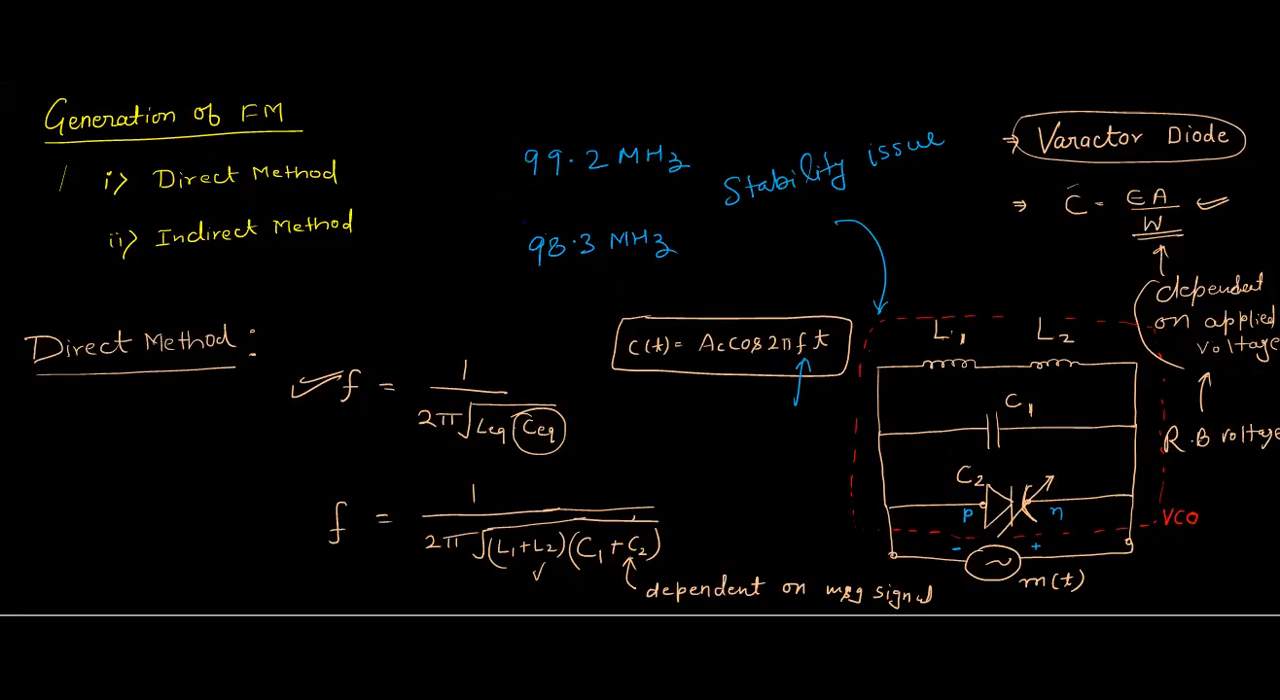 Generation of FM
i) Direct Method
ii) Indirect Method
99.2 MHz
98.3 MHz
Stability issue
⇒ Varactor Diode
⇒ C = ∈A / W
dependent
on applied
voltage
R.B voltage
Direct Method :
f = 1 / 2π√(Leq Ceq)
c(t) = Ac Cos 2π f t
L1 L2
C1
C2
p n
- +
m(t)
VCO
f = 1 / 2π√((L1+L2)(C1+C2))
dependent on msg signal